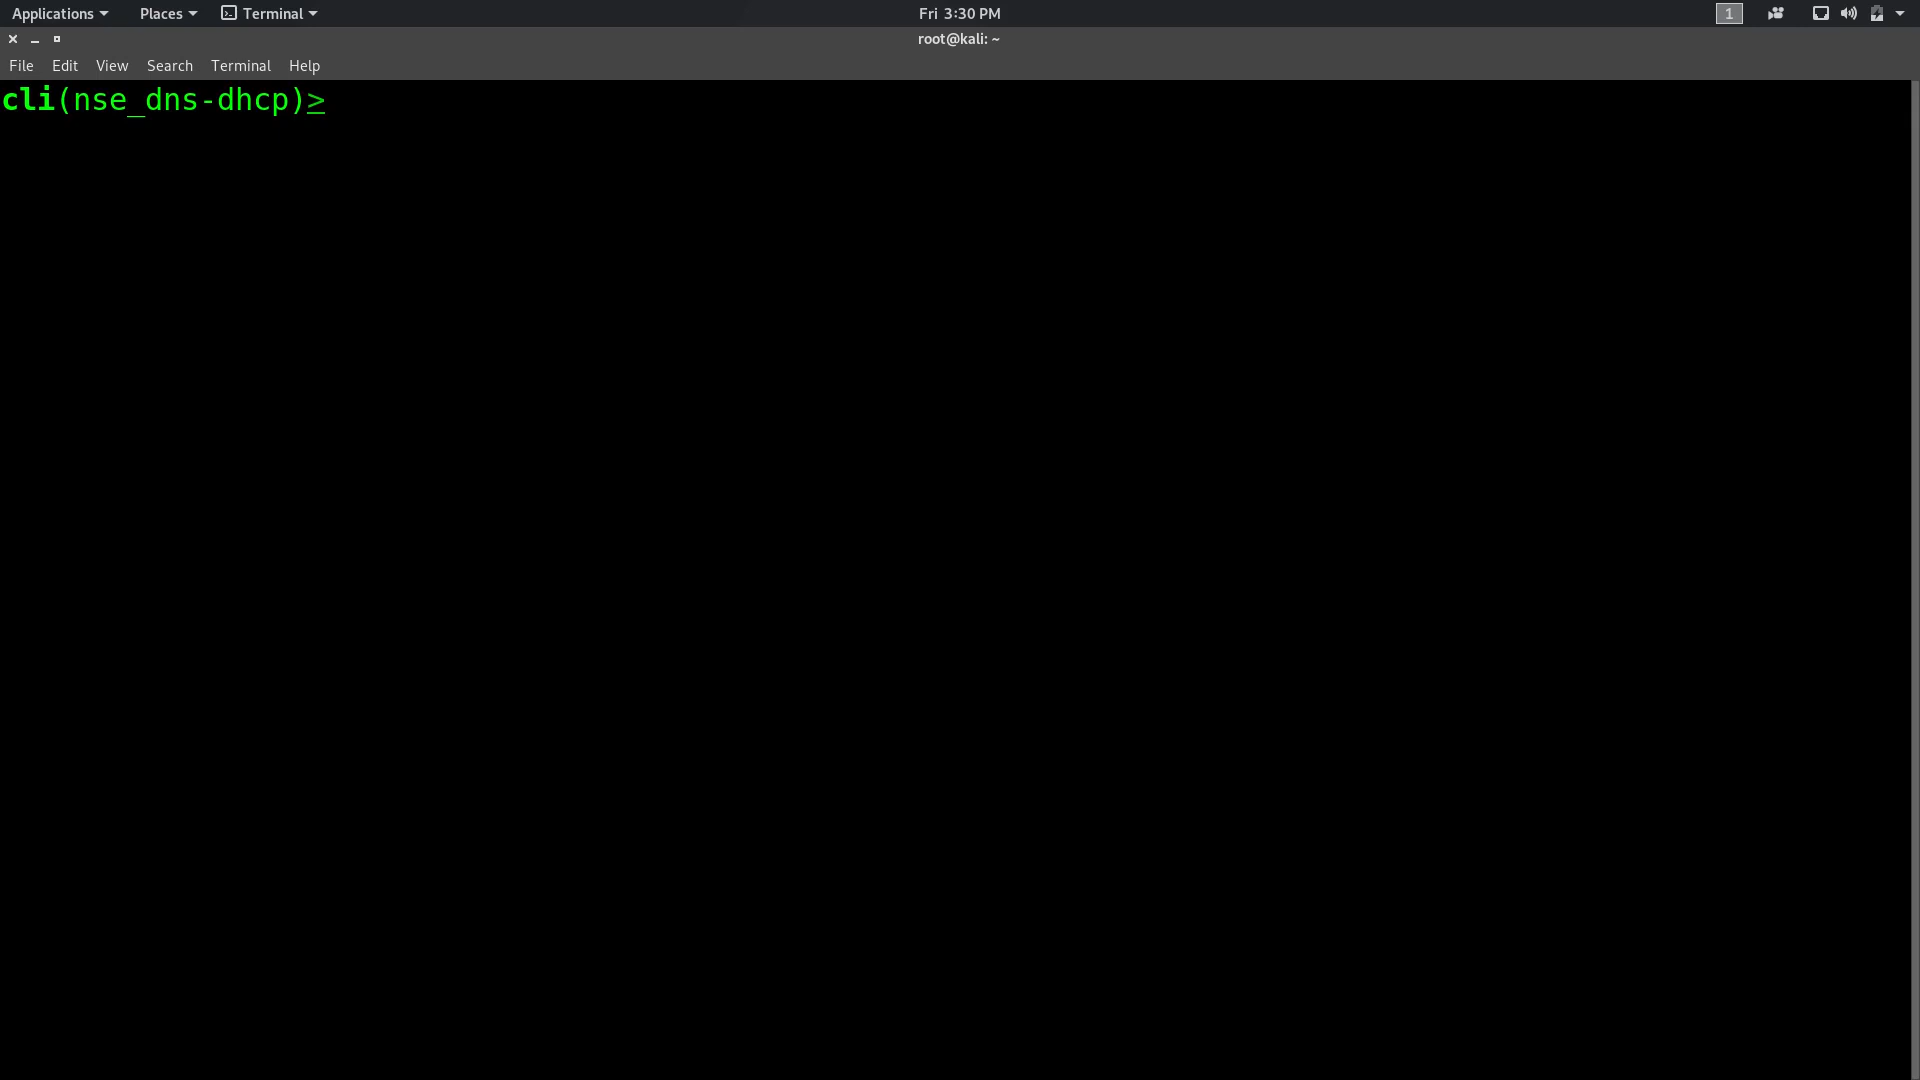 Applications Places Terminal Fri 3:30 PM 1
root@kali: ~
File Edit View Search Terminal Help
cli(nse_dns-dhcp)>